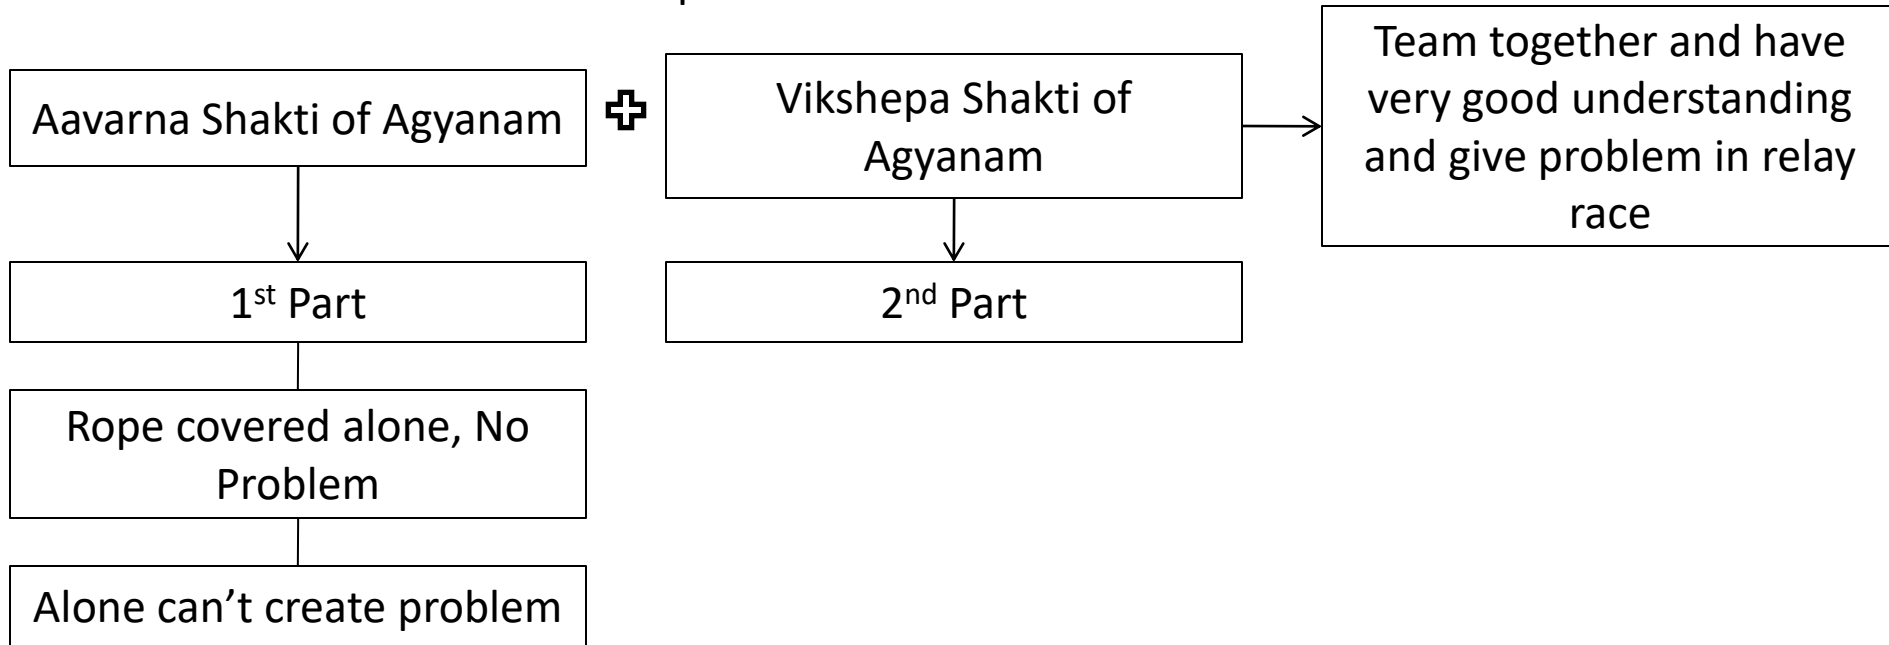 Aavarna Shakti of Agyanam
Vikshepa Shakti of
Agyanam
Team together and have
very good understanding
and give problem in relay
race
1st Part
2nd Part
Rope covered alone, No
Problem
Alone can’t create problem